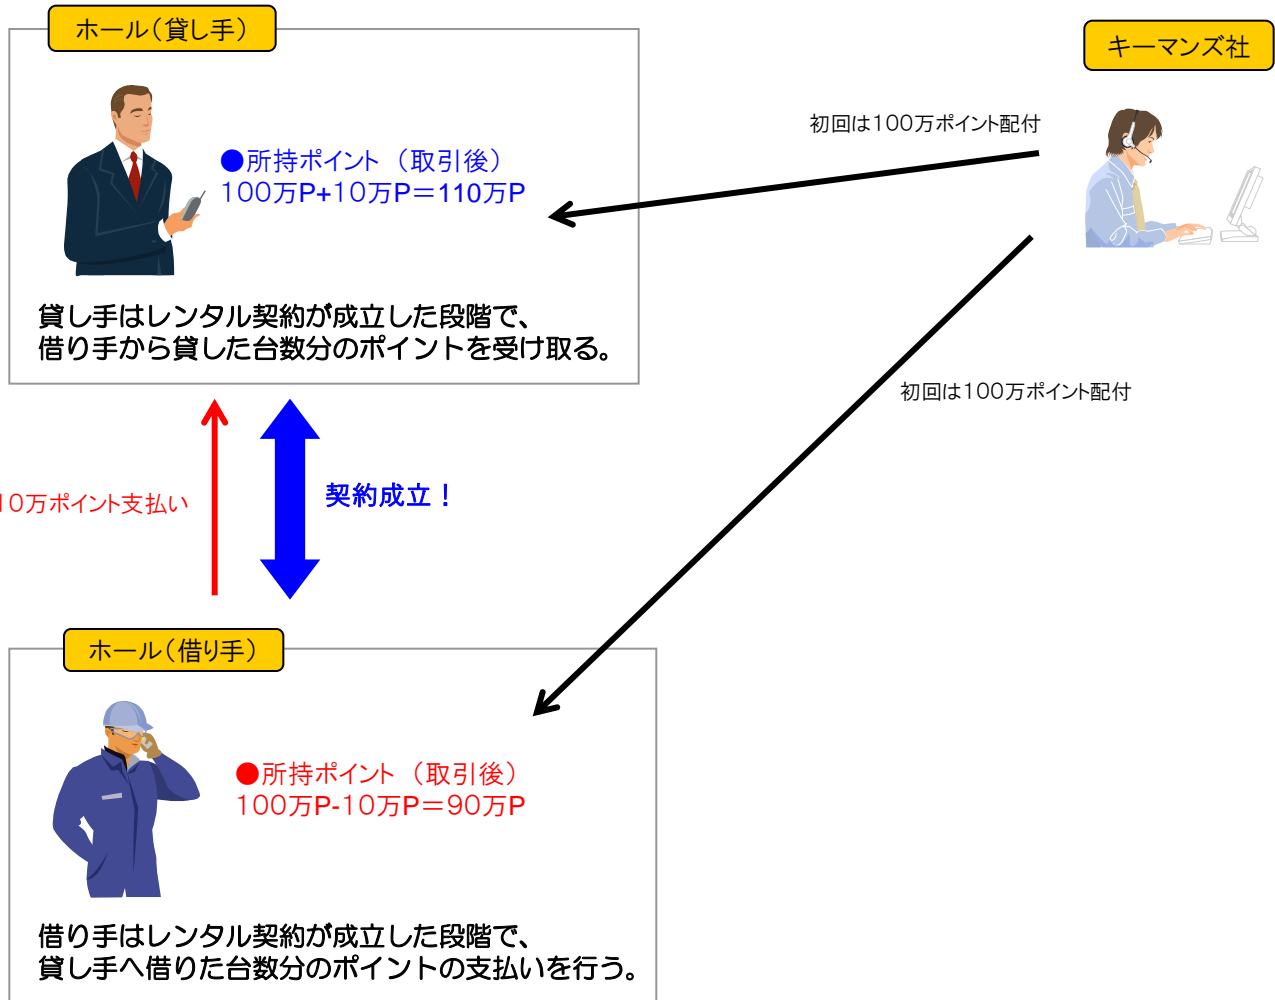 ホール（貸し手）
キーマンズ社
初回は１００万ポイント配付
●所持ポイント （取引後）
１００万P+１０万P＝110万P
貸し手はレンタル契約が成立した段階で、
借り手から貸した台数分のポイントを受け取る。
初回は１００万ポイント配付
１０万ポイント支払い
契約成立！
ホール（借り手）
●所持ポイント （取引後）
１００万P-１０万P＝９０万P
借り手はレンタル契約が成立した段階で、
貸し手へ借りた台数分のポイントの支払いを行う。